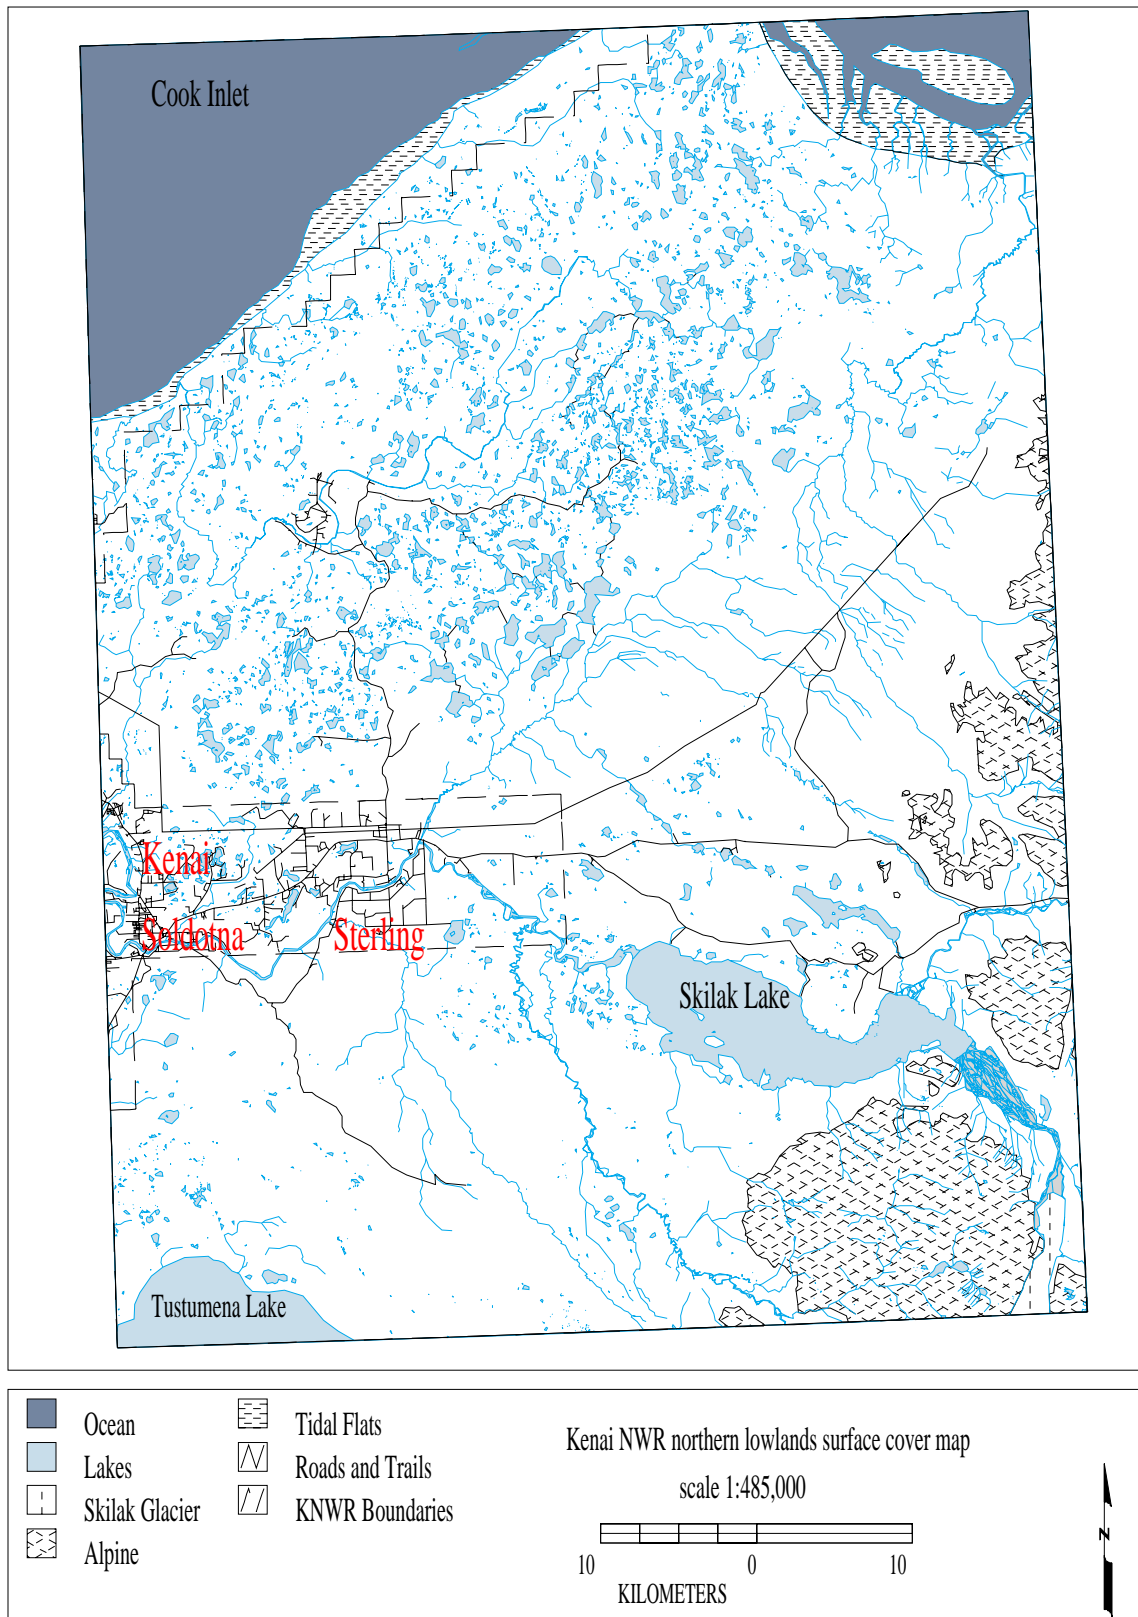 Cook Inlet
Kenai
Soldotna
Sterling
Skilak Lake
Tustumena Lake
Ocean
Lakes
Skilak Glacier
Alpine
Tidal Flats
Roads and Trails
KNWR Boundaries
Kenai NWR northern lowlands surface cover map
scale 1:485,000
10 0 10
KILOMETERS
N